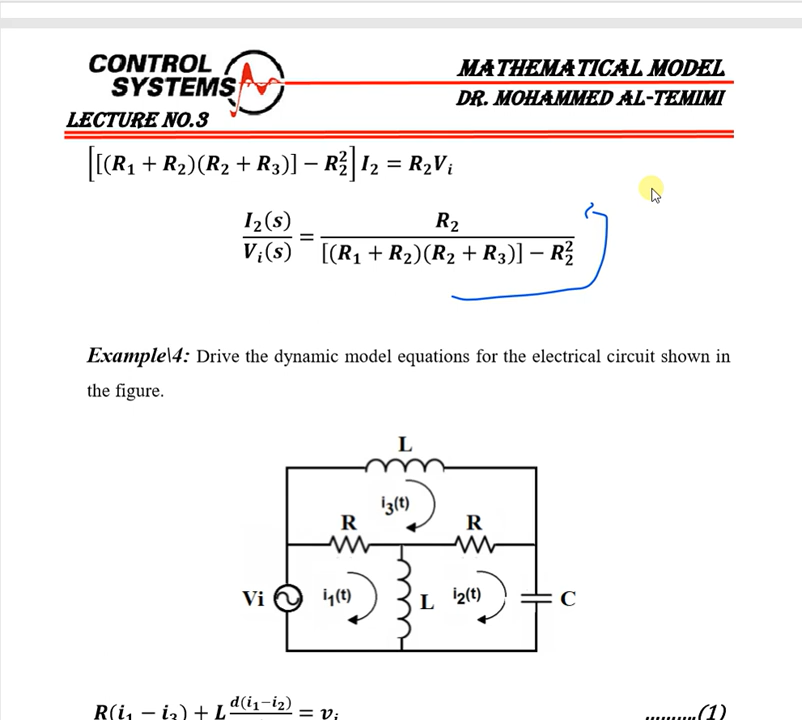 CONTROL
SYSTEMS
MATHEMATICAL MODEL
DR. MOHAMMED AL-TEMIMI
LECTURE NO.3
[[(R₁ + R₂)(R₂ + R₃)] − R₂²] I₂ = R₂Vᵢ
I₂(s)/Vᵢ(s) = R₂/([(R₁ + R₂)(R₂ + R₃)] − R₂²)
Example\4: Drive the dynamic model equations for the electrical circuit shown in
the figure.
L
i₃(t)
R R
Vi i₁(t) L i₂(t) C
R(i₁ − i₃) + L d(i₁−i₂) = vᵢ ..........(1)